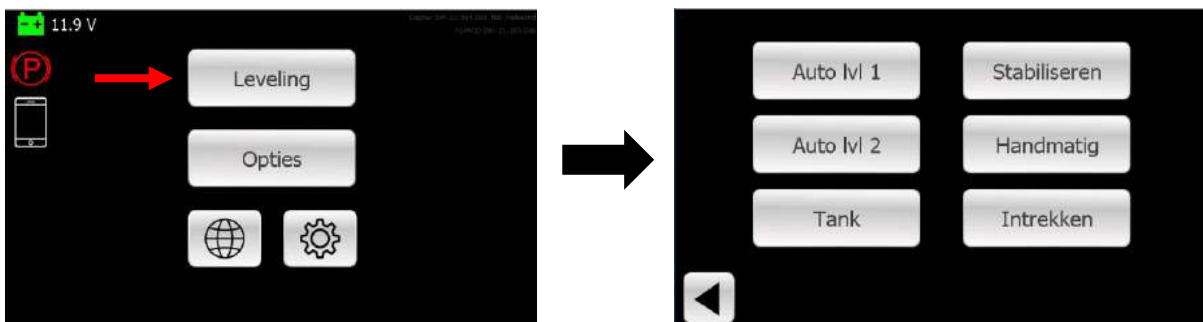 11.9 V
P
Leveling
Opties
Auto lvl 1
Stabiliseren
Auto lvl 2
Handmatig
Tank
Intrekken